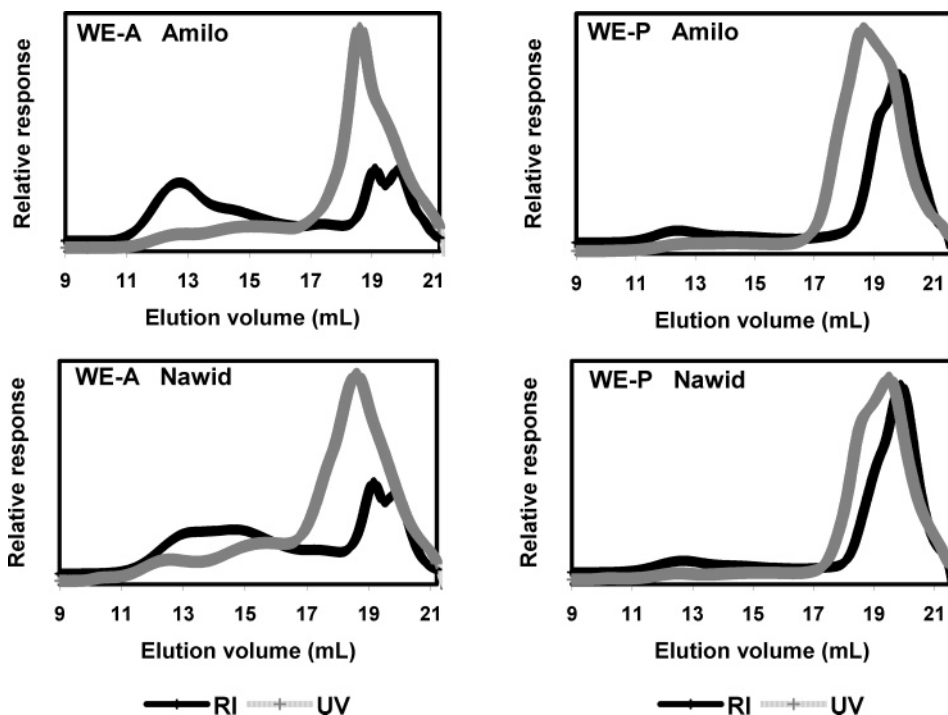 WE-A Amilo
Relative response
9 11 13 15 17 19 21
Elution volume (mL)
WE-P Amilo
Relative response
9 11 13 15 17 19 21
Elution volume (mL)
WE-A Nawid
Relative response
9 11 13 15 17 19 21
Elution volume (mL)
WE-P Nawid
Relative response
9 11 13 15 17 19 21
Elution volume (mL)
RI UV